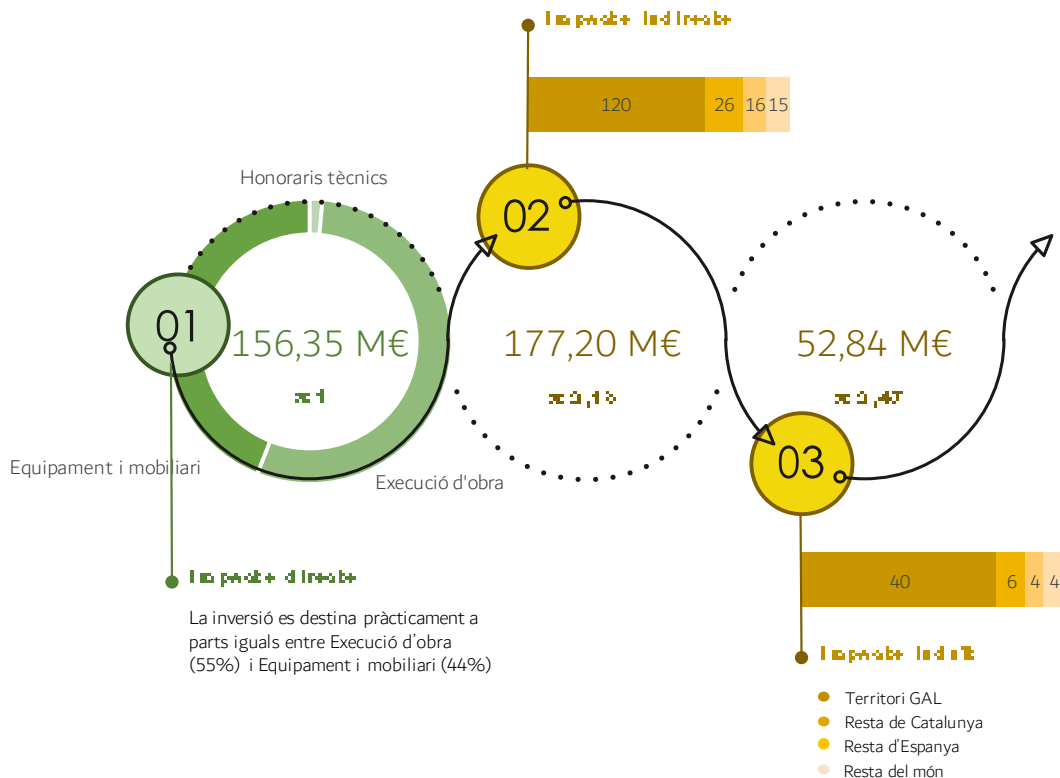 120 26 16 15
Honoraris tècnics
02
01
156,35 M€
177,20 M€
52,84 M€
Equipament i mobiliari
Execució d'obra
03
La inversió es destina pràcticament a
parts iguals entre Execució d'obra
(55%) i Equipament i mobiliari (44%)
40 6 4 4
Territori GAL
Resta de Catalunya
Resta d'Espanya
Resta del món